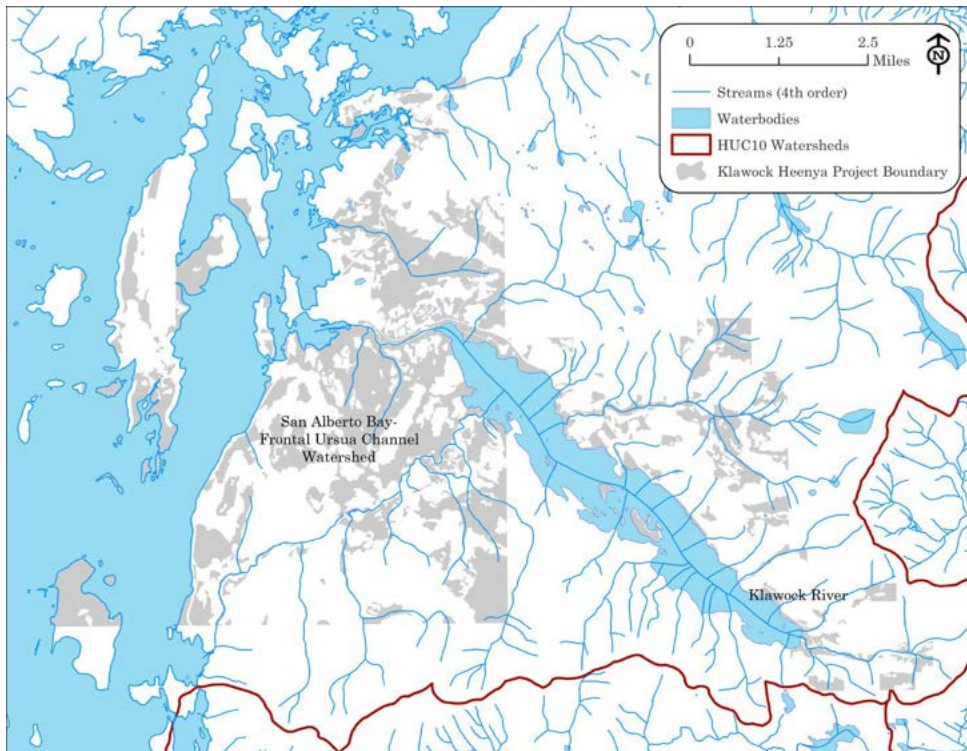 0 1.25 2.5
Miles
N
Streams (4th order)
Waterbodies
HUC10 Watersheds
Klawock Heenya Project Boundary
San Alberto Bay-
Frontal Ursua Channel
Watershed
Klawock River